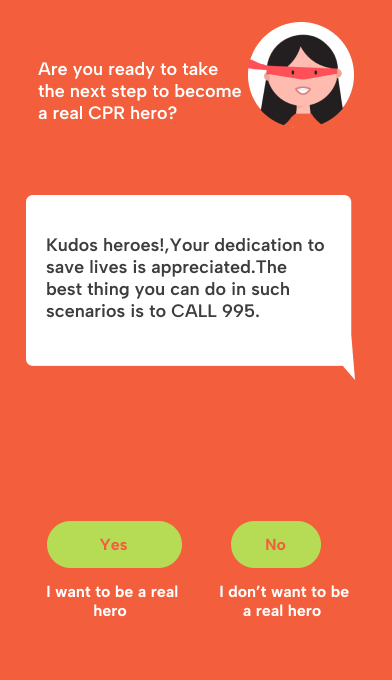 Are you ready to take
the next step to become
a real CPR hero?
Kudos heroes!,Your dedication to
save lives is appreciated.The
best thing you can do in such
scenarios is to CALL 995.
Yes
No
I want to be a real
hero
I don’t want to be
a real hero